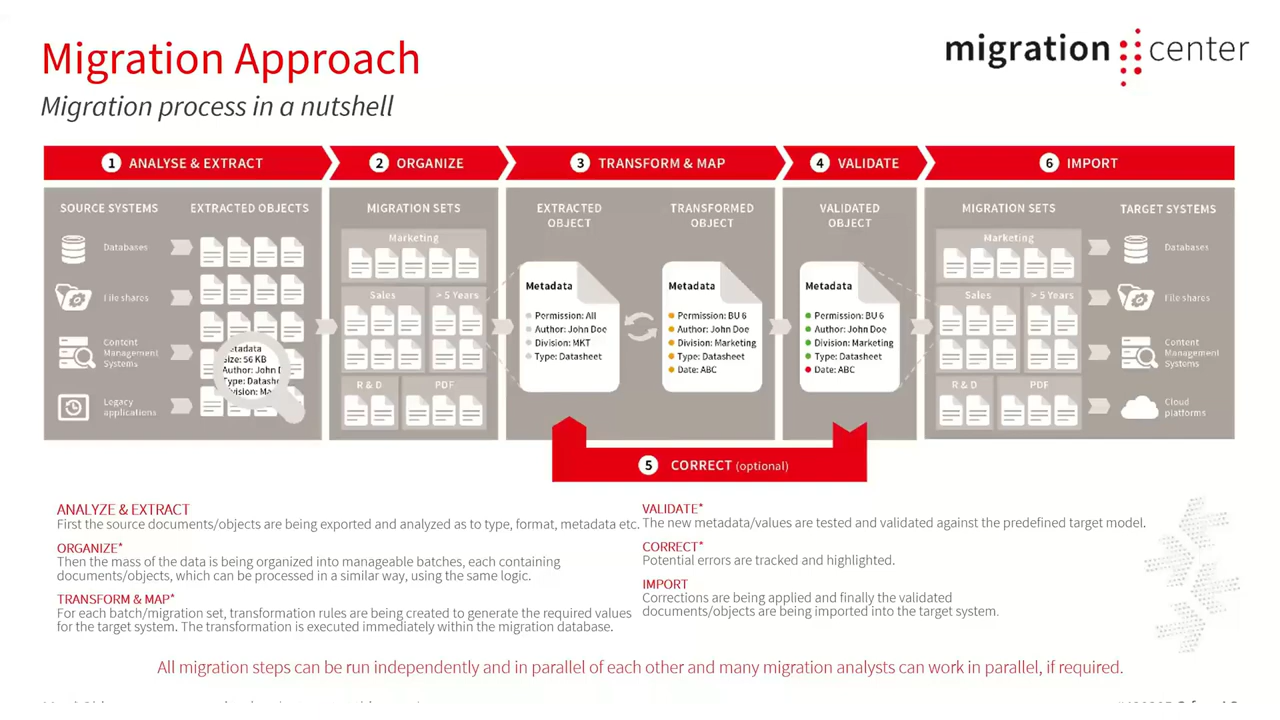 Migration Approach
Migration process in a nutshell
migration center
1 ANALYSE & EXTRACT
2 ORGANIZE
3 TRANSFORM & MAP
4 VALIDATE
6 IMPORT
SOURCE SYSTEMS
EXTRACTED OBJECTS
Databases
File shares
Content
Management
Systems
Legacy
applications
etadata
Size: 56 KB
Author: John D
Type: Datashe
Division: Ma
MIGRATION SETS
Marketing
Sales
> 5 Years
R & D
PDF
EXTRACTED
OBJECT
Metadata
Permission: All
Author: John Doe
Division: MKT
Type: Datasheet
TRANSFORMED
OBJECT
Metadata
Permission: BU 6
Author: John Doe
Division: Marketing
Type: Datasheet
Date: ABC
VALIDATED
OBJECT
Metadata
Permission: BU 6
Author: John Doe
Division: Marketing
Type: Datasheet
Date: ABC
MIGRATION SETS
Marketing
Sales
> 5 Years
R & D
PDF
TARGET SYSTEMS
Databases
File shares
Content
Management
Systems
Cloud
platforms
5 CORRECT (optional)
ANALYZE & EXTRACT
First the source documents/objects are being exported and analyzed as to type, format, metadata etc.
ORGANIZE*
Then the mass of the data is being organized into manageable batches, each containing
documents/objects, which can be processed in a similar way, using the same logic.
TRANSFORM & MAP*
For each batch/migration set, transformation rules are being created to generate the required values
for the target system. The transformation is executed immediately within the migration database.
VALIDATE*
The new metadata/values are tested and validated against the predefined target model.
CORRECT*
Potential errors are tracked and highlighted.
IMPORT
Corrections are being applied and finally the validated
documents/objects are being imported into the target system.
All migration steps can be run independently and in parallel of each other and many migration analysts can work in parallel, if required.